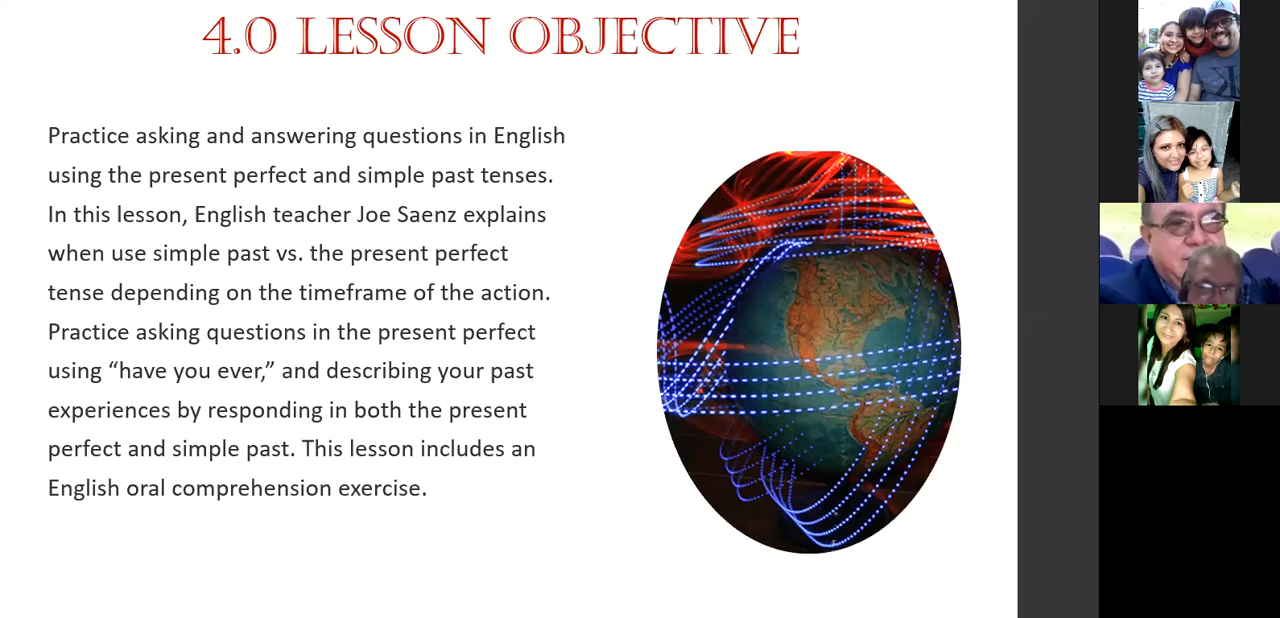 4.0 LESSON OBJECTIVE
Practice asking and answering questions in English
using the present perfect and simple past tenses.
In this lesson, English teacher Joe Saenz explains
when use simple past vs. the present perfect
tense depending on the timeframe of the action.
Practice asking questions in the present perfect
using “have you ever,” and describing your past
experiences by responding in both the present
perfect and simple past. This lesson includes an
English oral comprehension exercise.